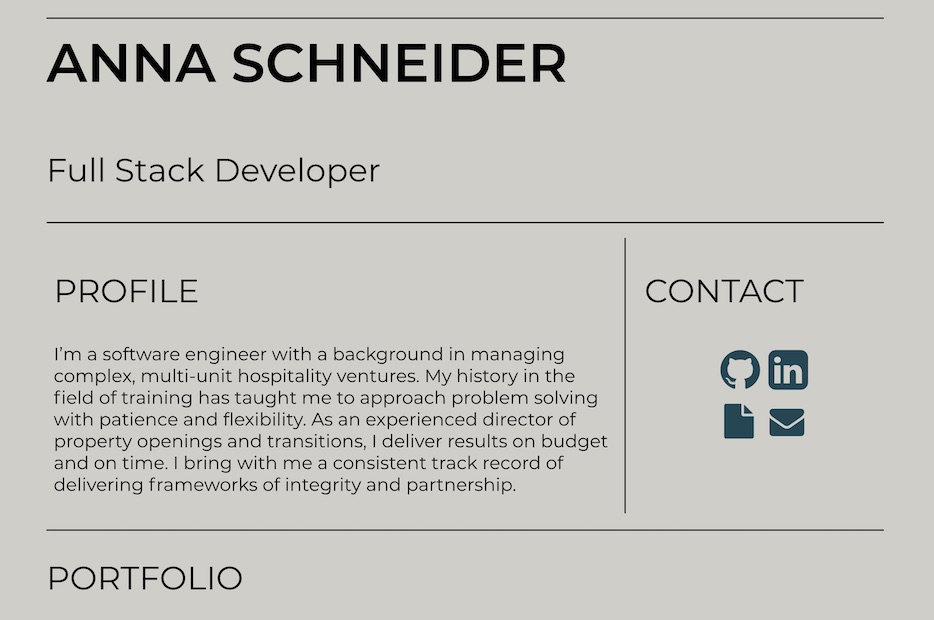 ANNA SCHNEIDER
Full Stack Developer
PROFILE
I'm a software engineer with a background in managing
complex, multi-unit hospitality ventures. My history in the
field of training has taught me to approach problem solving
with patience and flexibility. As an experienced director of
property openings and transitions, I deliver results on budget
and on time. I bring with me a consistent track record of
delivering frameworks of integrity and partnership.
CONTACT
in
PORTFOLIO